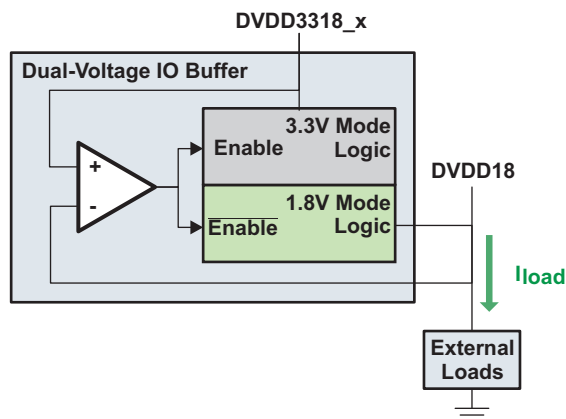 DVDD3318_x
Dual-Voltage IO Buffer
3.3V Mode
Logic
Enable
+
-
1.8V Mode
Logic
Enable
DVDD18
Iload
External
Loads